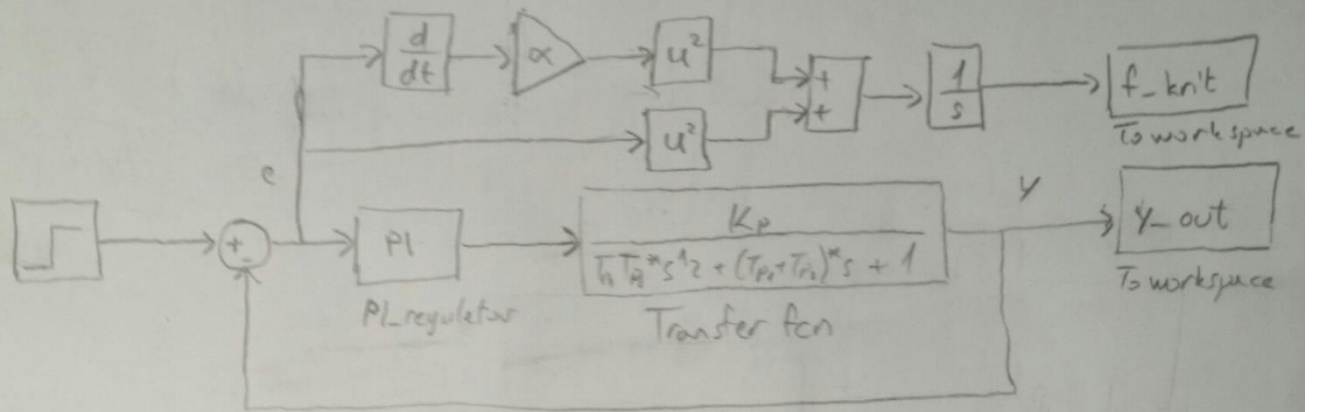 d
dt
α
u²
+
+
1
s
f_krit
To workspace
u²
e
y
+
-
PI
PI_regulator
Kp
Tp₁Tp₂*s^2 + (Tp₁+Tp₂)*s + 1
Transfer fcn
y_out
To workspace